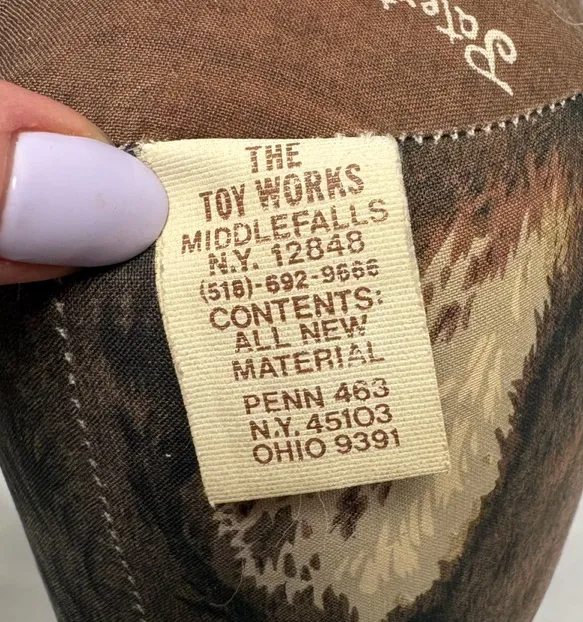 THE
TOY WORKS
MIDDLEFALLS
N.Y. 12848
(518)-692-9666
CONTENTS:
ALL NEW
MATERIAL
PENN 463
N.Y. 45103
OHIO 9391